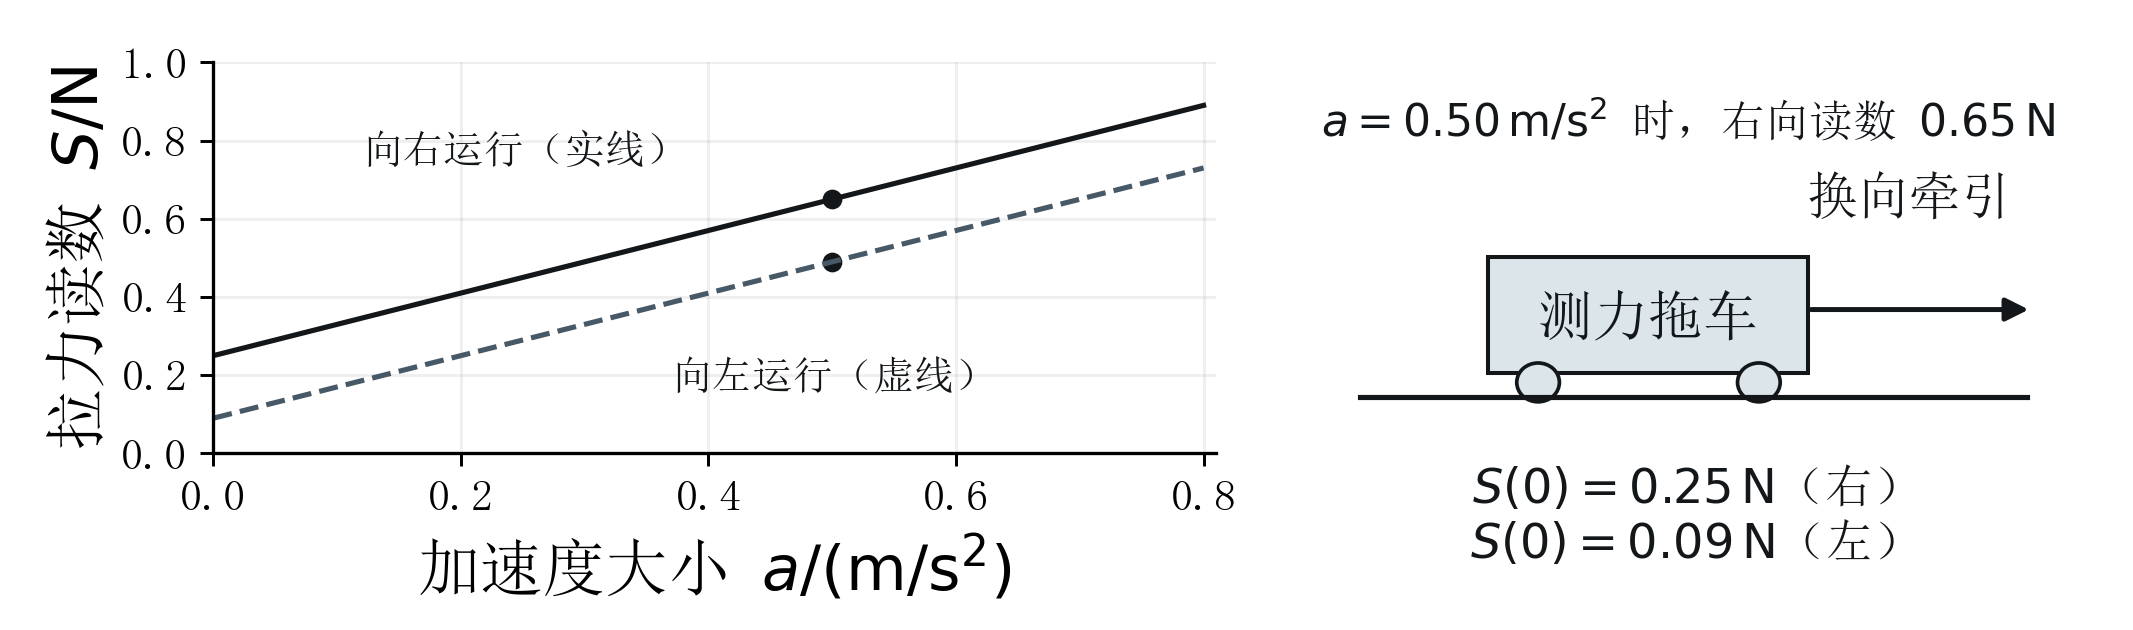 拉力读数 S/N
1.0
0.8
0.6
0.4
0.2
0.0
0.0 0.2 0.4 0.6 0.8
加速度大小 a/(m/s²)
向右运行（实线）
向左运行（虚线）
a = 0.50 m/s² 时，右向读数 0.65 N
换向牵引
测力拖车
S(0) = 0.25 N（右）
S(0) = 0.09 N（左）